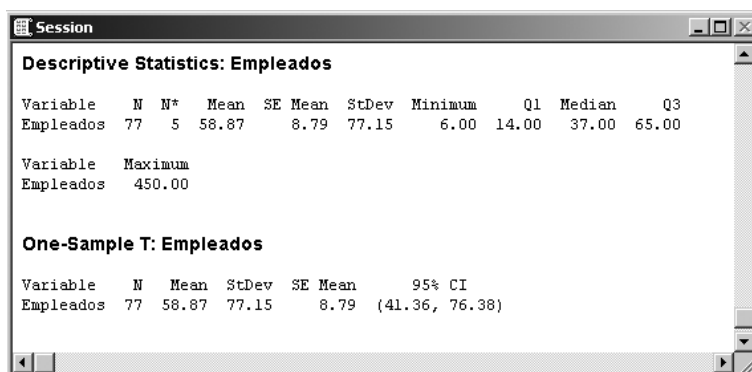 Session
Descriptive Statistics: Empleados
Variable N N* Mean SE Mean StDev Minimum Q1 Median Q3
Empleados 77 5 58.87 8.79 77.15 6.00 14.00 37.00 65.00
Variable Maximum
Empleados 450.00
One-Sample T: Empleados
Variable N Mean StDev SE Mean 95% CI
Empleados 77 58.87 77.15 8.79 (41.36, 76.38)